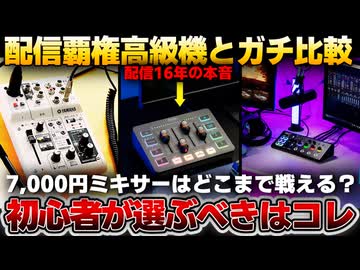 配信覇権高級機とガチ比較
配信16年の本音
YAMAHA
7,000円ミキサーはどこまで戦える？
初心者が選ぶべきはコレ